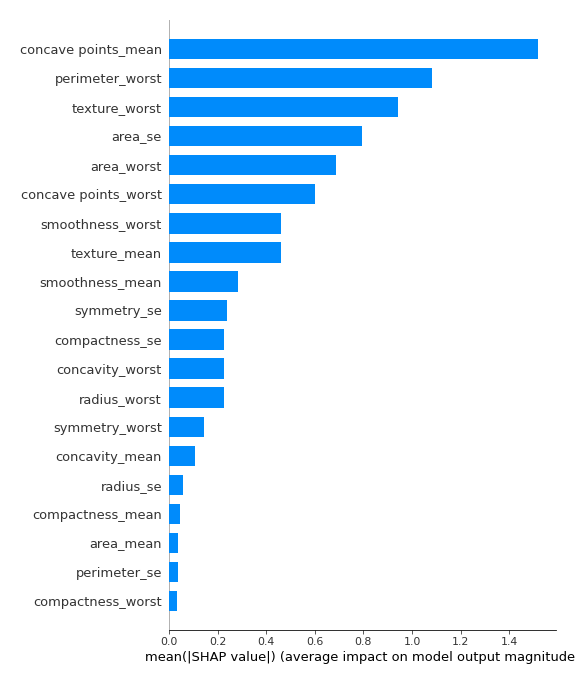 concave points_mean
perimeter_worst
texture_worst
area_se
area_worst
concave points_worst
smoothness_worst
texture_mean
smoothness_mean
symmetry_se
compactness_se
concavity_worst
radius_worst
symmetry_worst
concavity_mean
radius_se
compactness_mean
area_mean
perimeter_se
compactness_worst
0.0 0.2 0.4 0.6 0.8 1.0 1.2 1.4
mean(|SHAP value|) (average impact on model output magnitude